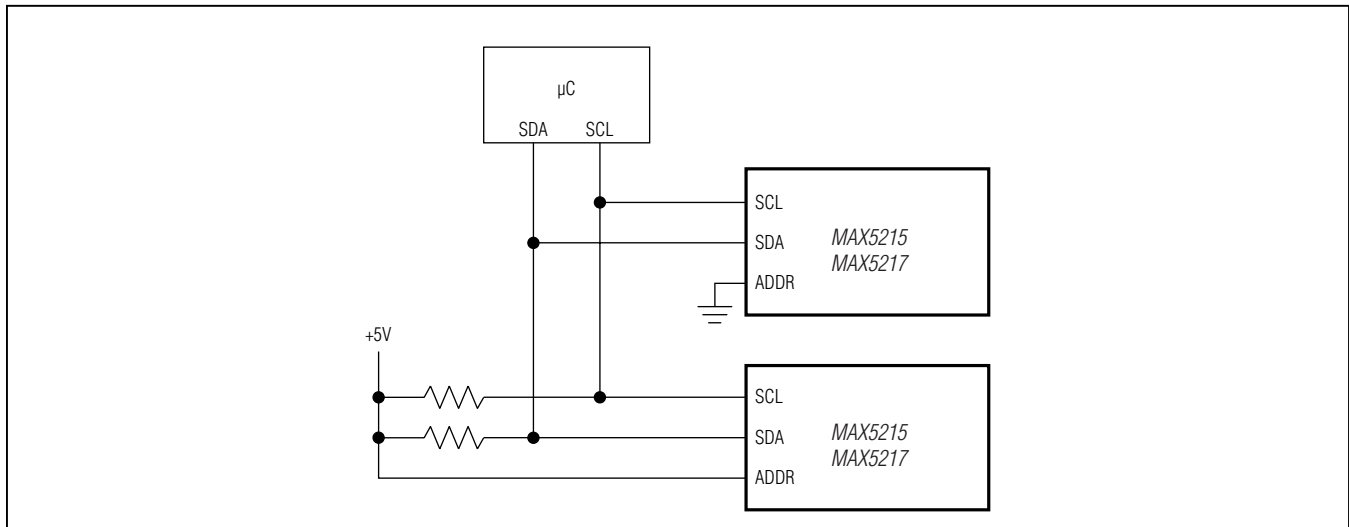 µC
SDA SCL
SCL
SDA
ADDR
MAX5215
MAX5217
+5V
SCL
SDA
ADDR
MAX5215
MAX5217